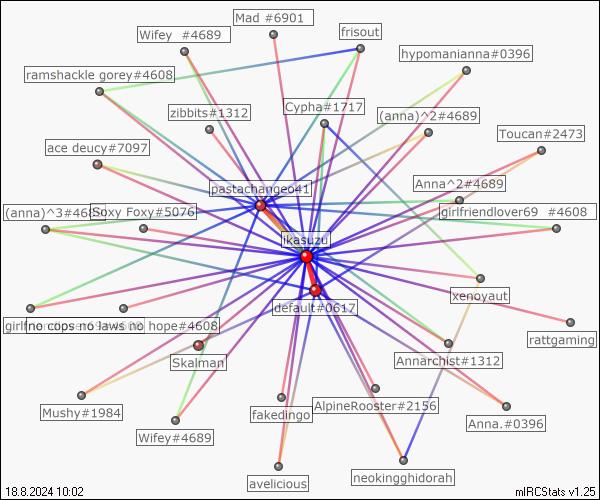 Mad #6901
Wifey #4689
frisout
hypomanianna#0396
ramshackle gorey#4608
zibbits#1312
Cypha#1717
(anna)^2#4689
Toucan#2473
ace deucy#7097
pastachangeo41
Anna^2#4689
(anna)^3#468
Soxy Foxy#5076
girlfriendlover69 #4608
ikasuzu
xenoyaut
default#0617
no cops no laws no hope#4608
rattgaming
Skalman
Annarchist#1312
Mushy#1984
fakedingo
AlpineRooster#2156
Anna.#0396
Wifey#4689
avelicious
neokingghidorah
18.8.2024 10:02
mIRCStats v1.25